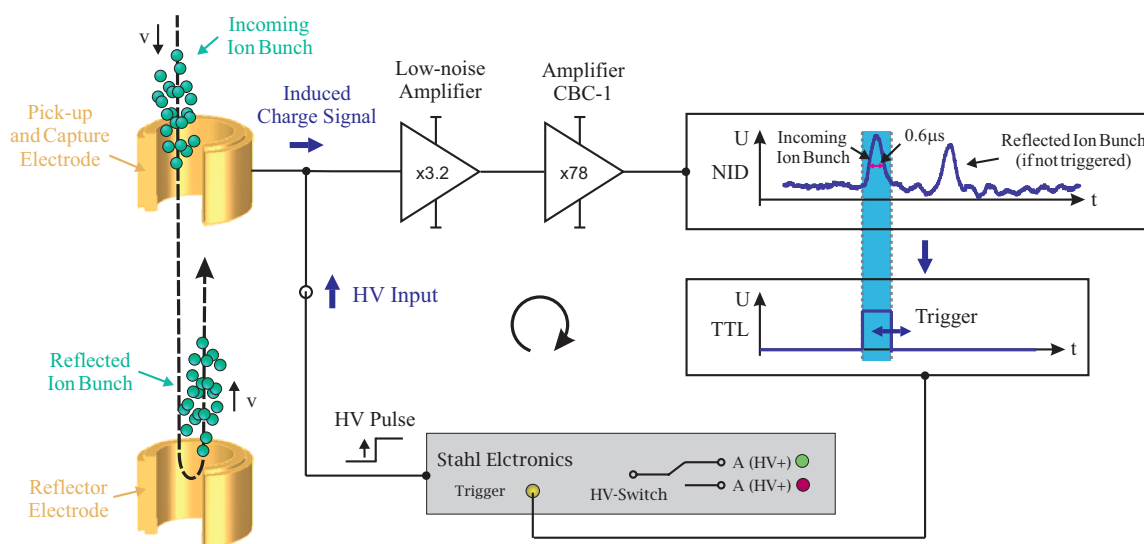 v
Incoming
Ion Bunch
Pick-up
and Capture
Electrode
Induced
Charge Signal
Low-noise
Amplifier
x3.2
Amplifier
CBC-1
x78
U
NID
Incoming
Ion Bunch
0.6µs
Reflected Ion Bunch
(if not triggered)
t
HV Input
U
TTL
Trigger
t
Reflected
Ion Bunch
v
HV Pulse
Stahl Elctronics
Trigger
HV-Switch
A (HV+)
A (HV+)
Reflector
Electrode